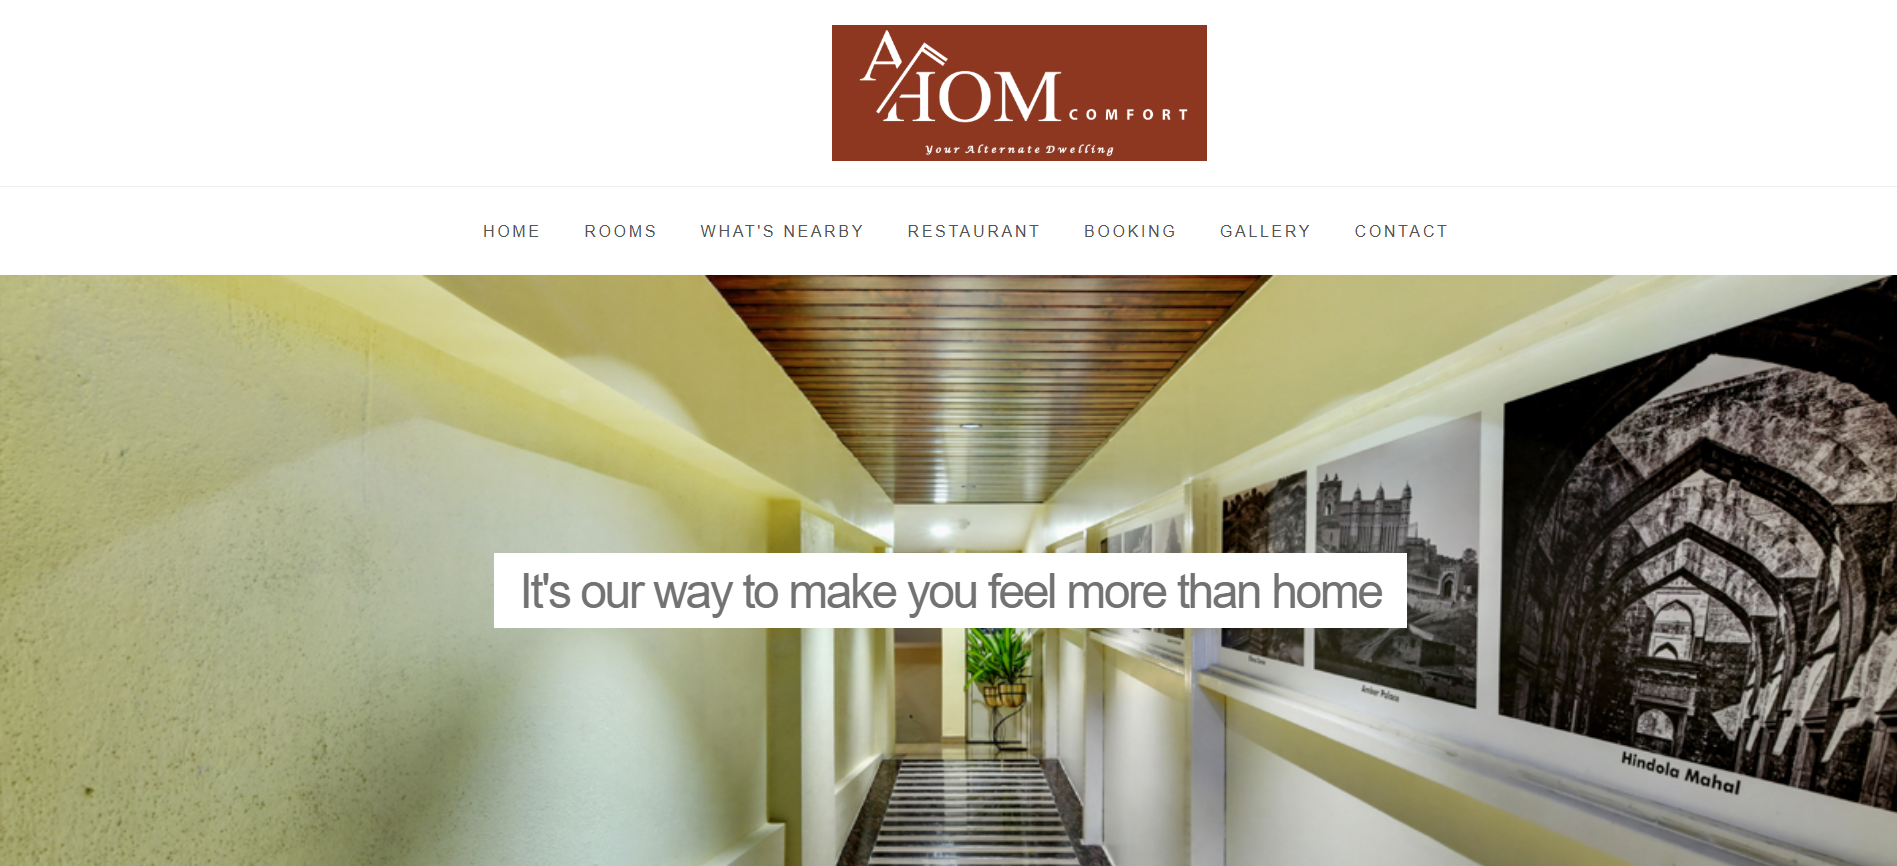 AHOM COMFORT
Your Alternate Dwelling
HOME ROOMS WHAT'S NEARBY RESTAURANT BOOKING GALLERY CONTACT
It's our way to make you feel more than home
Amber Palace
Hindola Mahal